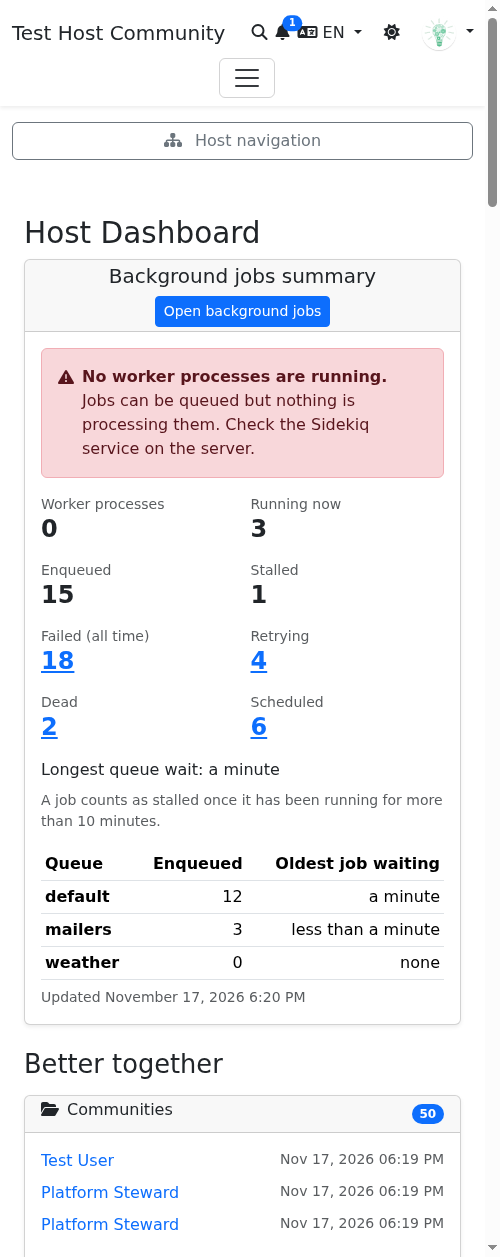 Test Host Community
1
EN
Host navigation
Host Dashboard
Background jobs summary
Open background jobs
No worker processes are running.
Jobs can be queued but nothing is
processing them. Check the Sidekiq
service on the server.
Worker processes
0
Running now
3
Enqueued
15
Stalled
1
Failed (all time)
18
Retrying
4
Dead
2
Scheduled
6
Longest queue wait: a minute
A job counts as stalled once it has been running for more
than 10 minutes.
Queue Enqueued Oldest job waiting
default 12 a minute
mailers 3 less than a minute
weather 0 none
Updated November 17, 2026 6:20 PM
Better together
Communities 50
Test User Nov 17, 2026 06:19 PM
Platform Steward Nov 17, 2026 06:19 PM
Platform Steward Nov 17, 2026 06:19 PM